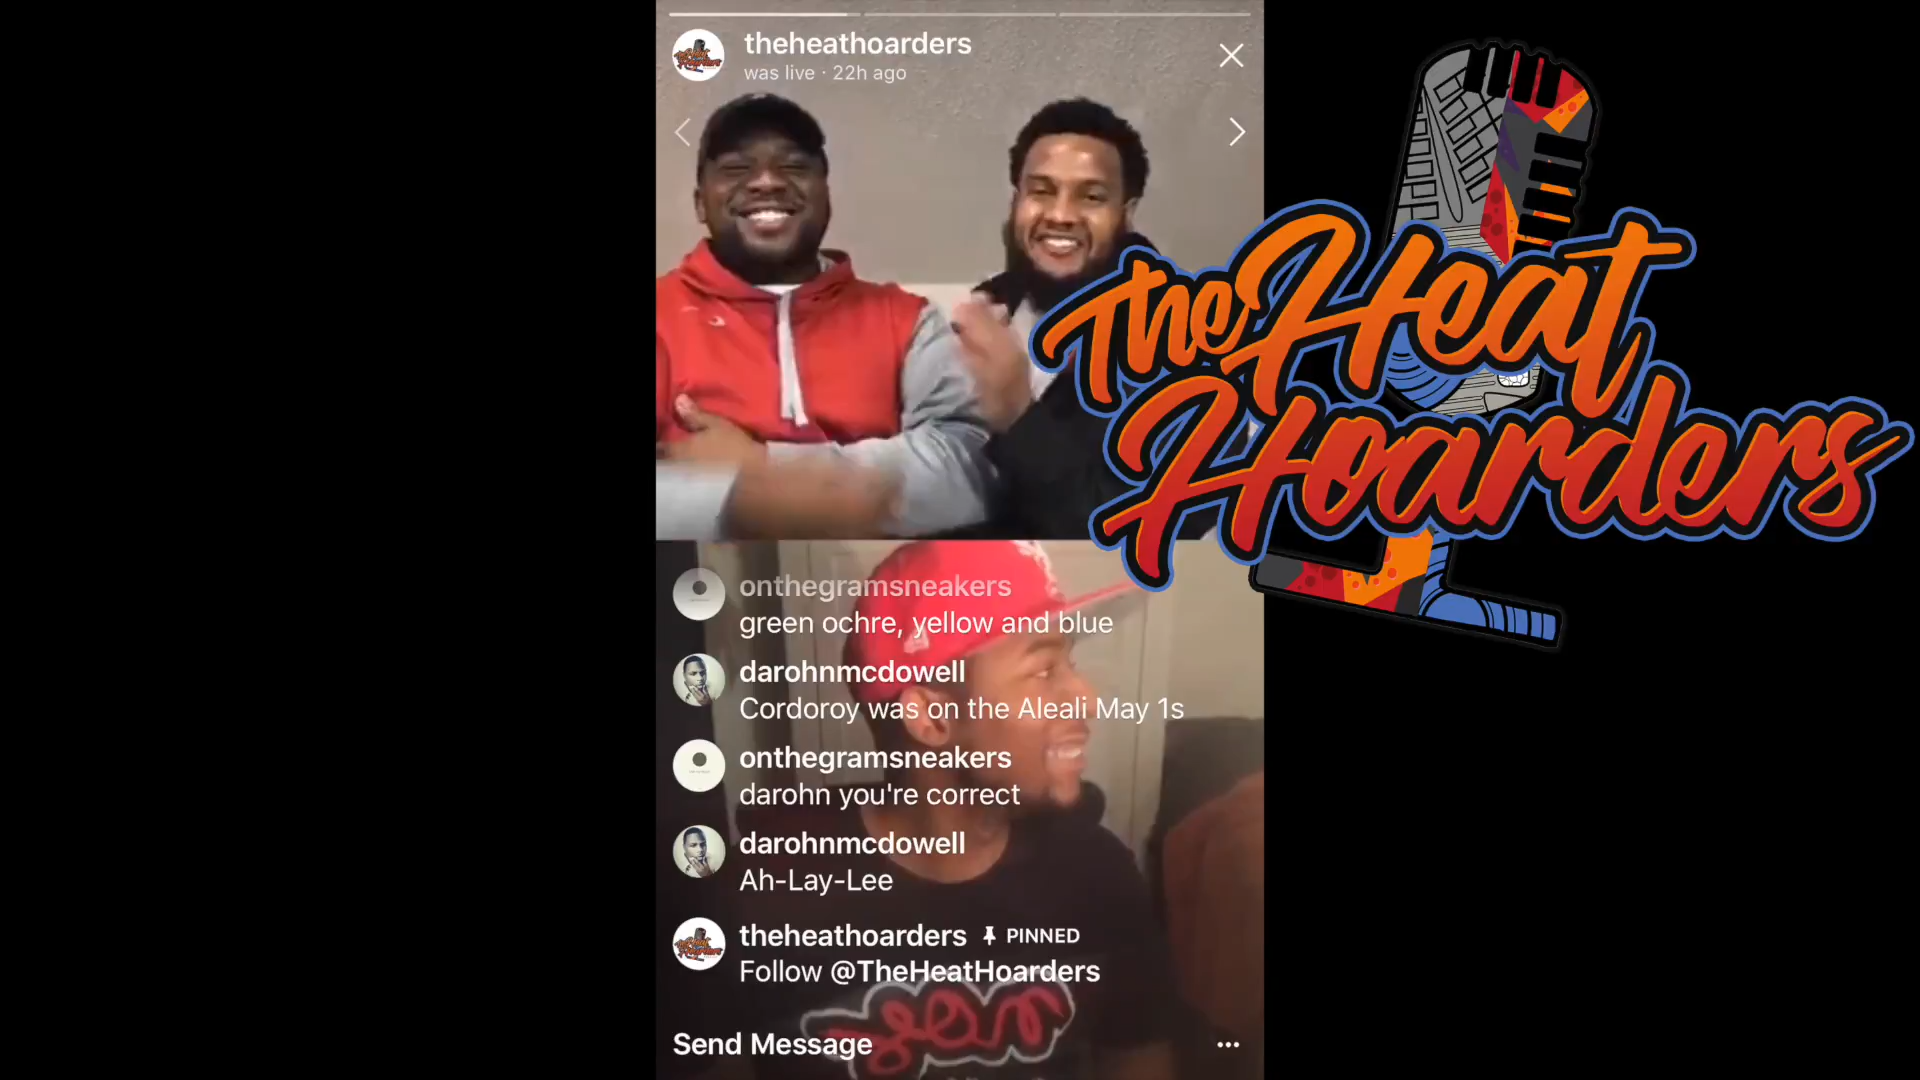 theheathoarders
was live · 22h ago
The Heat
Hoarders
onthegramsneakers
green ochre, yellow and blue
darohnmcdowell
Cordoroy was on the Aleali May 1s
onthegramsneakers
darohn you're correct
darohnmcdowell
Ah-Lay-Lee
theheathoarders PINNED
Follow @TheHeatHoarders
Send Message